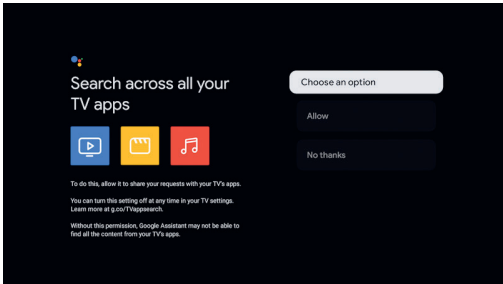 Search across all your
TV apps
To do this, allow it to share your requests with your TV's apps.
You can turn this setting off at any time in your TV settings.
Learn more at g.co/TVappsearch.
Without this permission, Google Assistant may not be able to
find all the content from your TV's apps.
Choose an option
Allow
No thanks